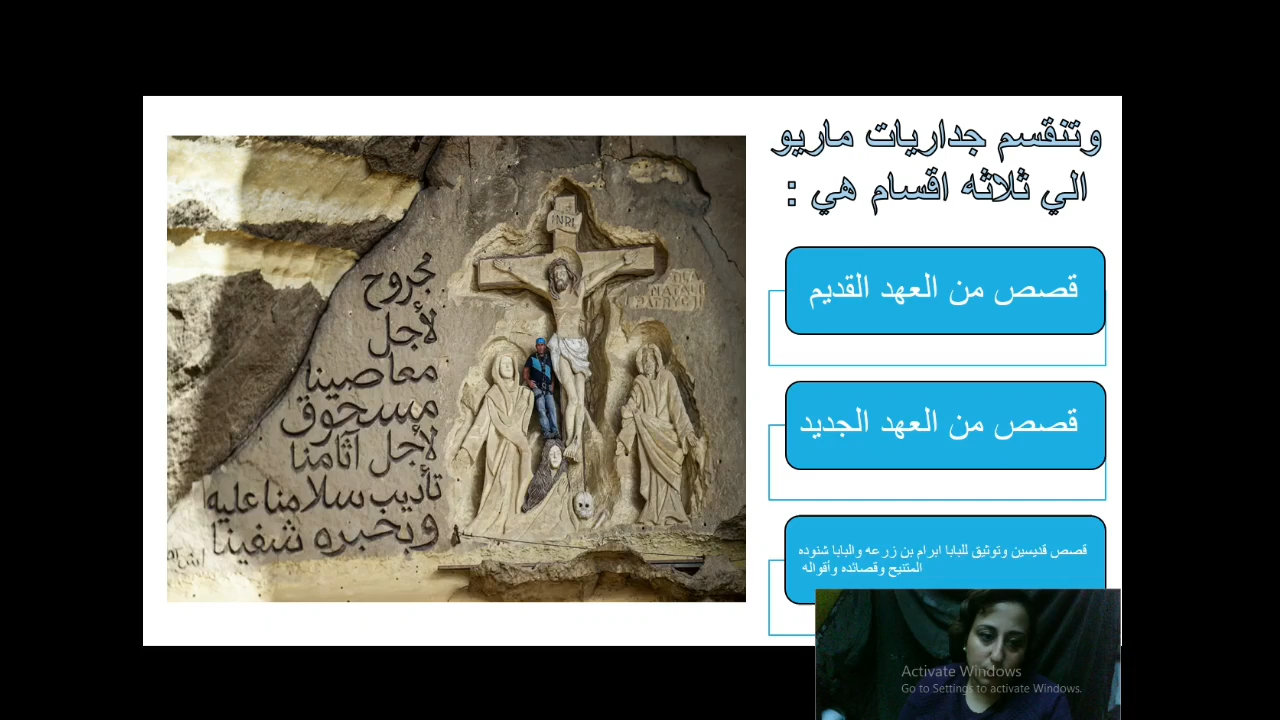 وتنقسم جداريات ماريو
الي ثلاثه اقسام هي :
قصص من العهد القديم
قصص من العهد الجديد
قصص قديسين وتوثيق للبابا ابرام بن زرعه والبابا شنوده
المتنيح وقصائده وأقواله
مجروح
لأجل
معاصينا
مسحوق
لأجل آثامنا
تأديب سلامنا عليه
وبحبره شفينا
INRI
Activate Windows
Go to Settings to activate Windows.